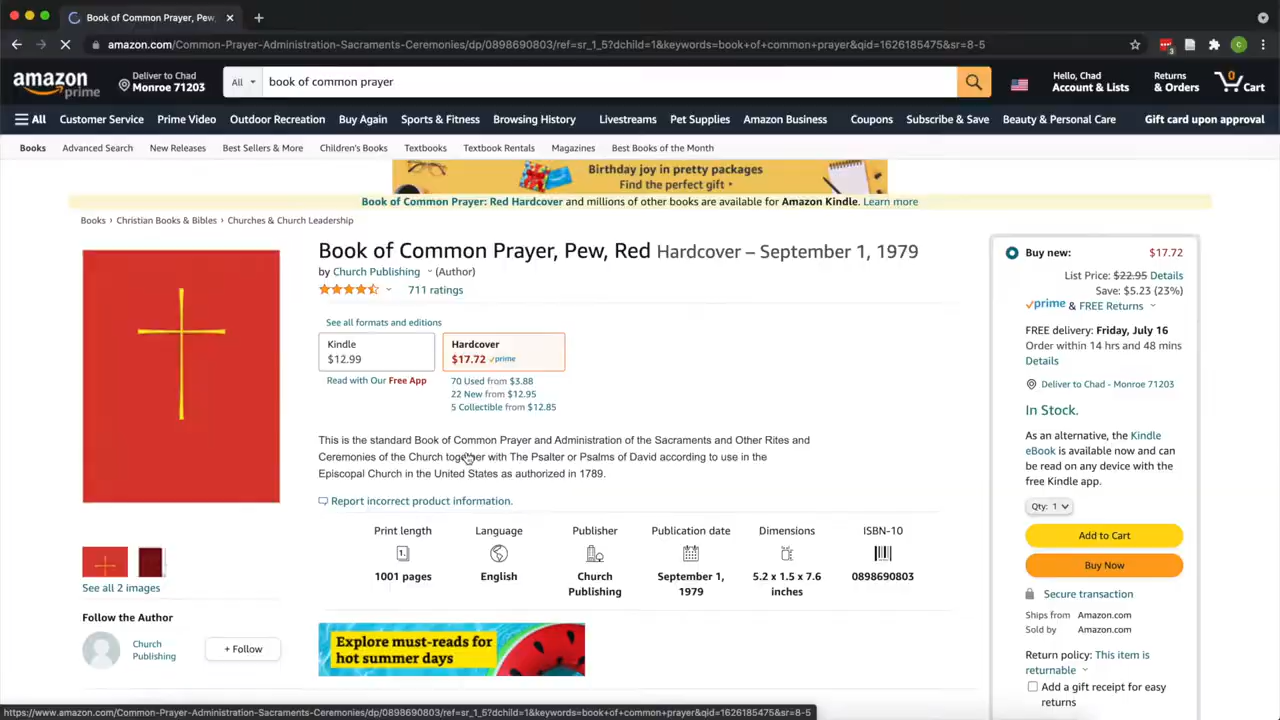 Book of Common Prayer, Pew,
amazon.com/Common-Prayer-Administration-Sacraments-Ceremonies/dp/0898690803/ref=sr_1_5?dchild=1&keywords=book+of+common+prayer&qid=1626185475&sr=8-5
3
C
amazon prime
Deliver to Chad
Monroe 71203
All
book of common prayer
Hello, Chad
Account & Lists
Returns
& Orders
0
Cart
All
Customer Service
Prime Video
Outdoor Recreation
Buy Again
Sports & Fitness
Browsing History
Livestreams
Pet Supplies
Amazon Business
Coupons
Subscribe & Save
Beauty & Personal Care
Gift card upon approval
Books
Advanced Search
New Releases
Best Sellers & More
Children's Books
Textbooks
Textbook Rentals
Magazines
Best Books of the Month
Birthday joy in pretty packages
Find the perfect gift
Book of Common Prayer: Red Hardcover and millions of other books are available for Amazon Kindle. Learn more
Books › Christian Books & Bibles › Churches & Church Leadership
Book of Common Prayer, Pew, Red Hardcover – September 1, 1979
by Church Publishing (Author)
711 ratings
See all formats and editions
Kindle
$12.99
Hardcover
$17.72 prime
Read with Our Free App
70 Used from $3.88
22 New from $12.95
5 Collectible from $12.85
This is the standard Book of Common Prayer and Administration of the Sacraments and Other Rites and
Ceremonies of the Church together with The Psalter or Psalms of David according to use in the
Episcopal Church in the United States as authorized in 1789.
Report incorrect product information.
Print length
1
1001 pages
Language
English
Publisher
Church
Publishing
Publication date
September 1,
1979
Dimensions
5.2 x 1.5 x 7.6
inches
ISBN-10
0898690803
See all 2 images
Follow the Author
Church
Publishing
+ Follow
Explore must-reads for
hot summer days
Buy new:
$17.72
List Price: $22.95 Details
Save: $5.23 (23%)
prime & FREE Returns
FREE delivery: Friday, July 16
Order within 14 hrs and 48 mins
Details
Deliver to Chad - Monroe 71203
In Stock.
As an alternative, the Kindle
eBook is available now and can
be read on any device with the
free Kindle app.
Qty: 1
Add to Cart
Buy Now
Secure transaction
Ships from Amazon.com
Sold by Amazon.com
Return policy: This item is
returnable
Add a gift receipt for easy
returns
https://www.amazon.com/Common-Prayer-Administration-Sacraments-Ceremonies/dp/0898690803/ref=sr_1_5?dchild=1&keywords=book+of+common+prayer&qid=1626185475&sr=8-5